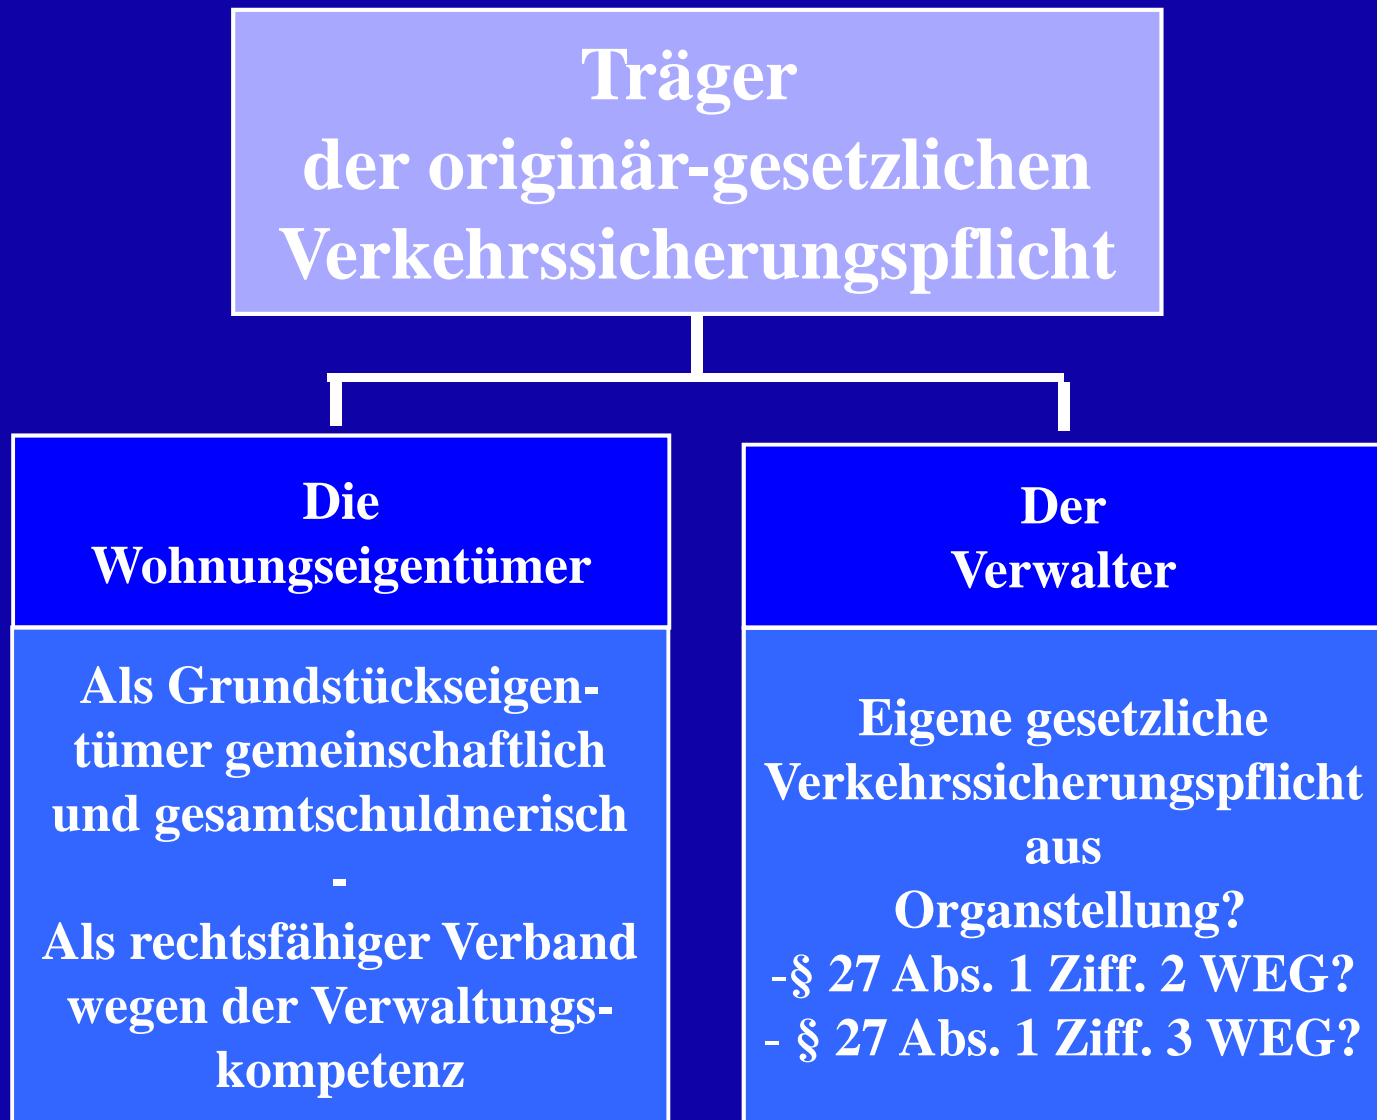 Träger
der originär-gesetzlichen
Verkehrssicherungspflicht
Die
Wohnungseigentümer
Als Grundstückseigen-
tümer gemeinschaftlich
und gesamtschuldnerisch
-
Als rechtsfähiger Verband
wegen der Verwaltungs-
kompetenz
Der
Verwalter
Eigene gesetzliche
Verkehrssicherungspflicht
aus
Organstellung?
-§ 27 Abs. 1 Ziff. 2 WEG?
- § 27 Abs. 1 Ziff. 3 WEG?